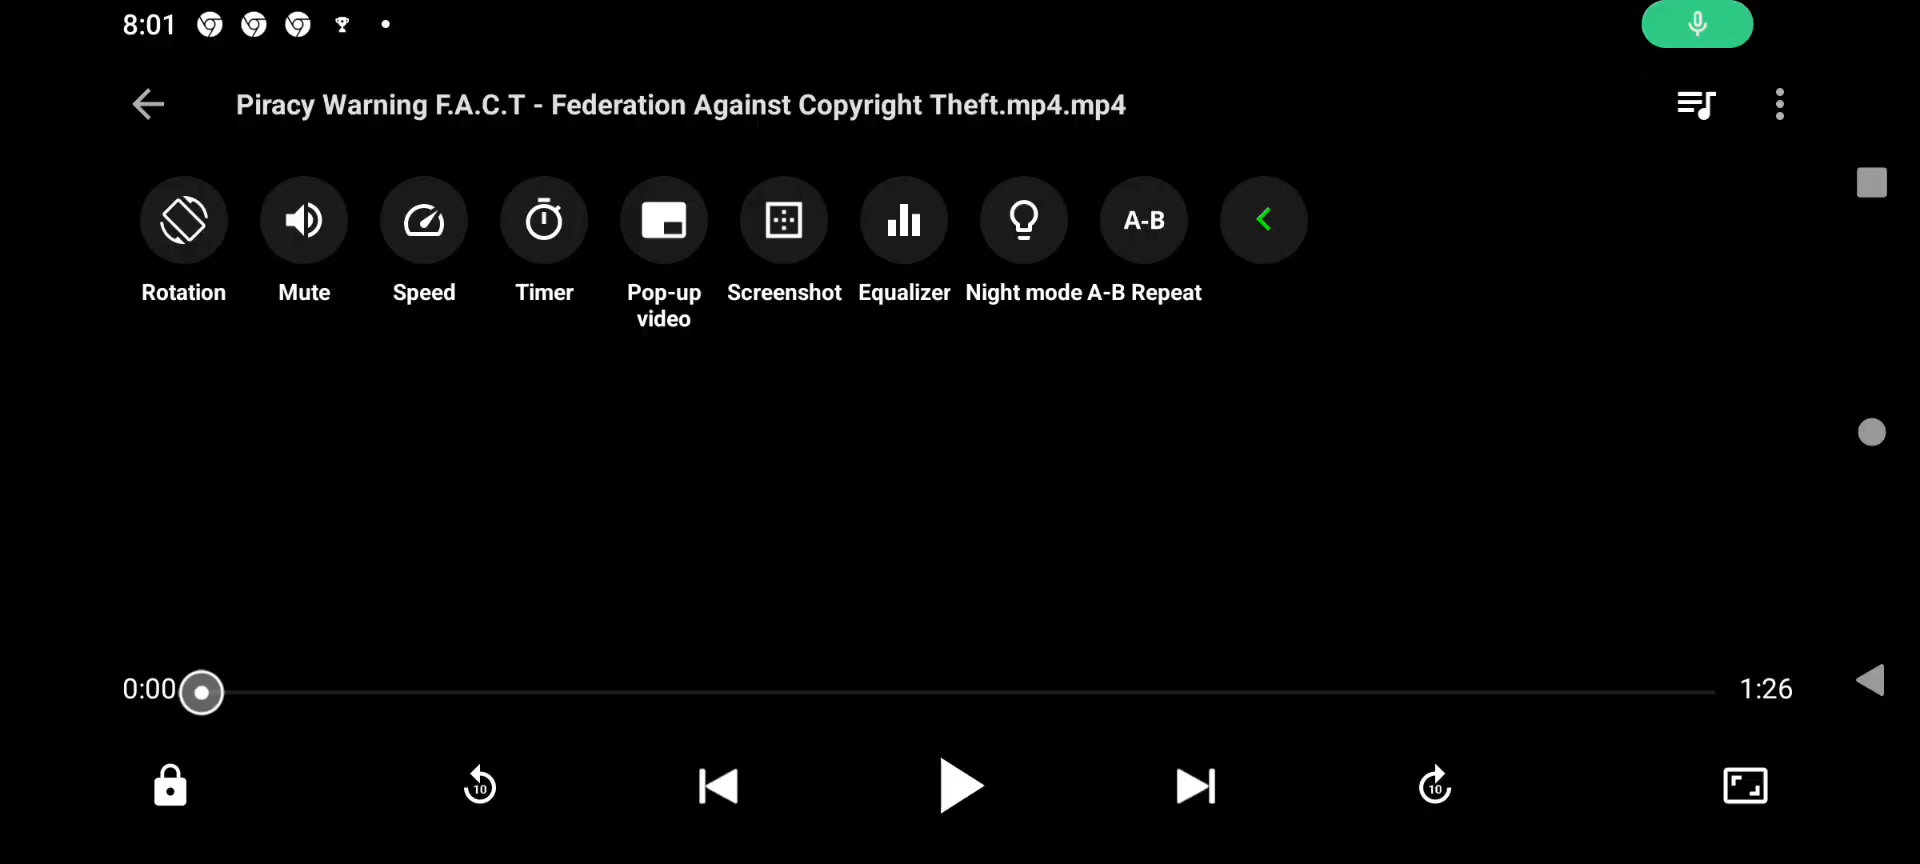 8:01
Piracy Warning F.A.C.T - Federation Against Copyright Theft.mp4.mp4
A-B
Rotation Mute Speed Timer Pop-up Screenshot Equalizer Night mode A-B Repeat
video
0:00 1:26
10 10